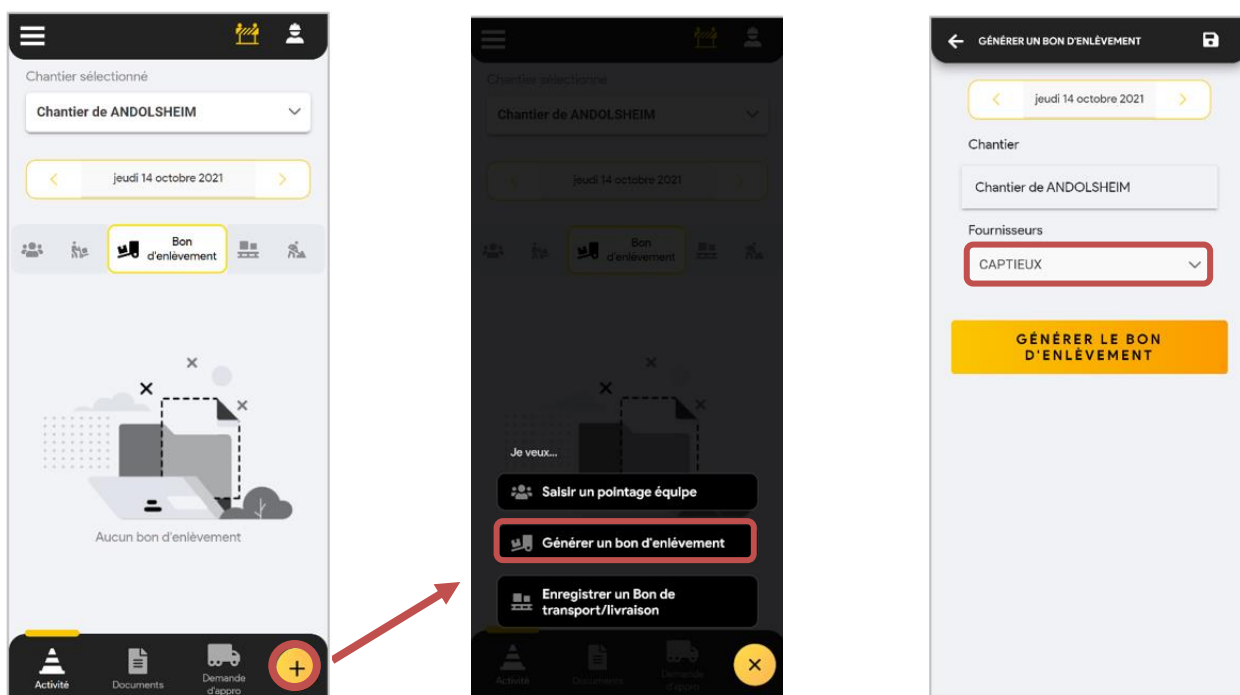 Chantier sélectionné
Chantier de ANDOLSHEIM
jeudi 14 octobre 2021
Bon
d'enlèvement
Aucun bon d'enlèvement
Activité
Documents
Demande
d'appro
Chantier sélectionné
Chantier de ANDOLSHEIM
jeudi 14 octobre 2021
Bon
d'enlèvement
Je veux...
Saisir un pointage équipe
Générer un bon d'enlévement
Enregistrer un Bon de
transport/livraison
Activité
Documents
Demande
d'appro
GÉNÉRER UN BON D'ENLÈVEMENT
jeudi 14 octobre 2021
Chantier
Chantier de ANDOLSHEIM
Fournisseurs
CAPTIEUX
GÉNÉRER LE BON
D'ENLÈVEMENT